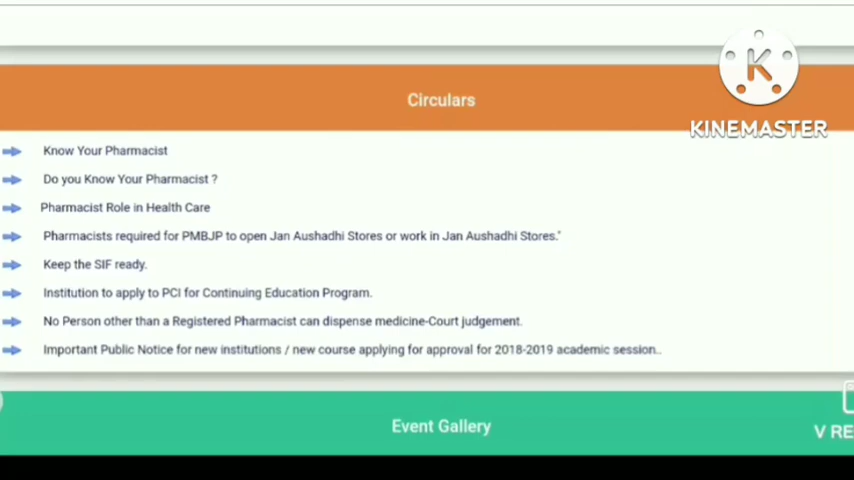 Circulars
KINEMASTER
Know Your Pharmacist
Do you Know Your Pharmacist ?
Pharmacist Role in Health Care
Pharmacists required for PMBJP to open Jan Aushadhi Stores or work in Jan Aushadhi Stores."
Keep the SIF ready.
Institution to apply to PCI for Continuing Education Program.
No Person other than a Registered Pharmacist can dispense medicine-Court judgement.
Important Public Notice for new institutions / new course applying for approval for 2018-2019 academic session..
Event Gallery
V RE